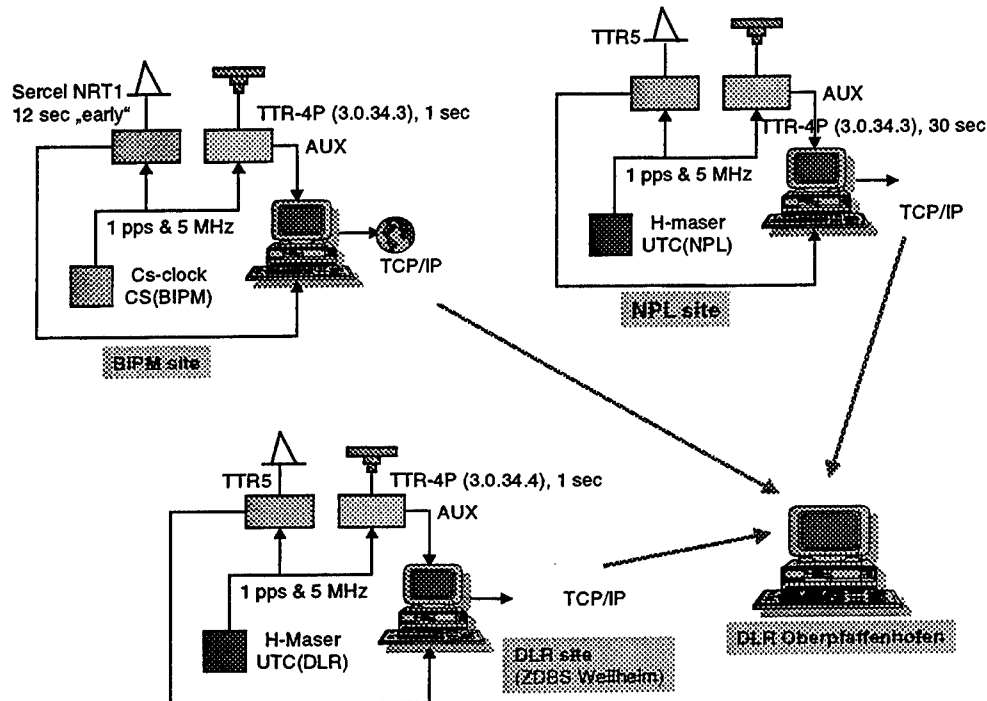 Sercel NRT1
12 sec „early“
TTR-4P (3.0.34.3), 1 sec
AUX
1 pps & 5 MHz
Cs-clock
CS(BIPM)
TCP/IP
BIPM site
TTR5
AUX
TTR-4P (3.0.34.3), 30 sec
1 pps & 5 MHz
H-maser
UTC(NPL)
TCP/IP
NPL site
TTR5
TTR-4P (3.0.34.4), 1 sec
AUX
1 pps & 5 MHz
H-Maser
UTC(DLR)
TCP/IP
DLR site
(ZDBS Weilheim)
DLR Oberpfaffenhofen